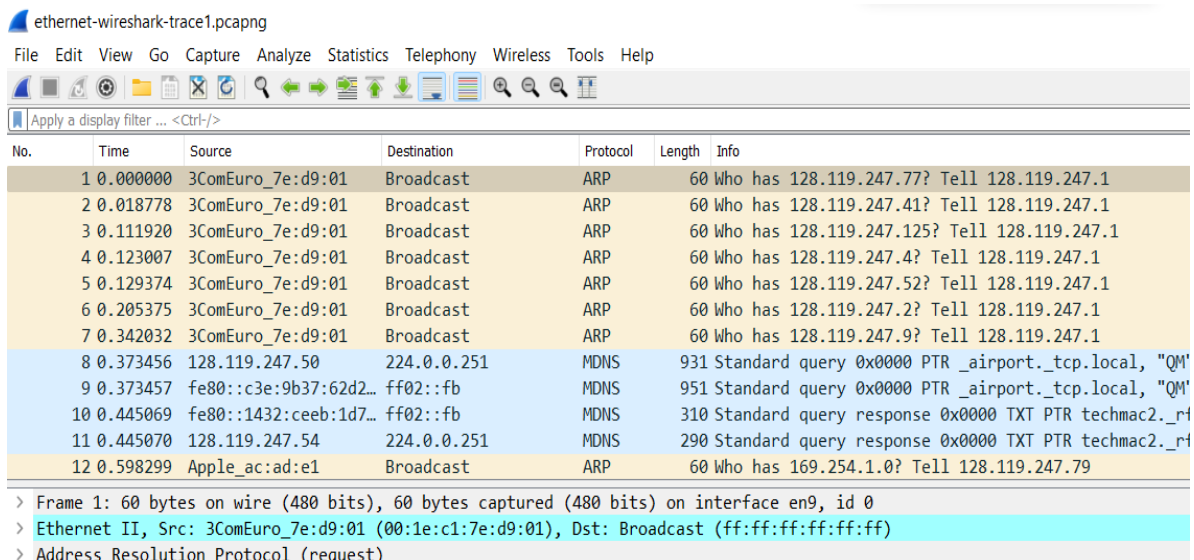 ethernet-wireshark-trace1.pcapng
File Edit View Go Capture Analyze Statistics Telephony Wireless Tools Help
Apply a display filter ... <Ctrl-/>
No. Time Source Destination Protocol Length Info
1 0.000000 3ComEuro_7e:d9:01 Broadcast ARP 60 Who has 128.119.247.77? Tell 128.119.247.1
2 0.018778 3ComEuro_7e:d9:01 Broadcast ARP 60 Who has 128.119.247.41? Tell 128.119.247.1
3 0.111920 3ComEuro_7e:d9:01 Broadcast ARP 60 Who has 128.119.247.125? Tell 128.119.247.1
4 0.123007 3ComEuro_7e:d9:01 Broadcast ARP 60 Who has 128.119.247.4? Tell 128.119.247.1
5 0.129374 3ComEuro_7e:d9:01 Broadcast ARP 60 Who has 128.119.247.52? Tell 128.119.247.1
6 0.205375 3ComEuro_7e:d9:01 Broadcast ARP 60 Who has 128.119.247.2? Tell 128.119.247.1
7 0.342032 3ComEuro_7e:d9:01 Broadcast ARP 60 Who has 128.119.247.9? Tell 128.119.247.1
8 0.373456 128.119.247.50 224.0.0.251 MDNS 931 Standard query 0x0000 PTR _airport._tcp.local, "QM"
9 0.373457 fe80::c3e:9b37:62d2… ff02::fb MDNS 951 Standard query 0x0000 PTR _airport._tcp.local, "QM"
10 0.445069 fe80::1432:ceeb:1d7… ff02::fb MDNS 310 Standard query response 0x0000 TXT PTR techmac2._rf
11 0.445070 128.119.247.54 224.0.0.251 MDNS 290 Standard query response 0x0000 TXT PTR techmac2._rf
12 0.598299 Apple_ac:ad:e1 Broadcast ARP 60 Who has 169.254.1.0? Tell 128.119.247.79
Frame 1: 60 bytes on wire (480 bits), 60 bytes captured (480 bits) on interface en9, id 0
Ethernet II, Src: 3ComEuro_7e:d9:01 (00:1e:c1:7e:d9:01), Dst: Broadcast (ff:ff:ff:ff:ff:ff)
Address Resolution Protocol (request)